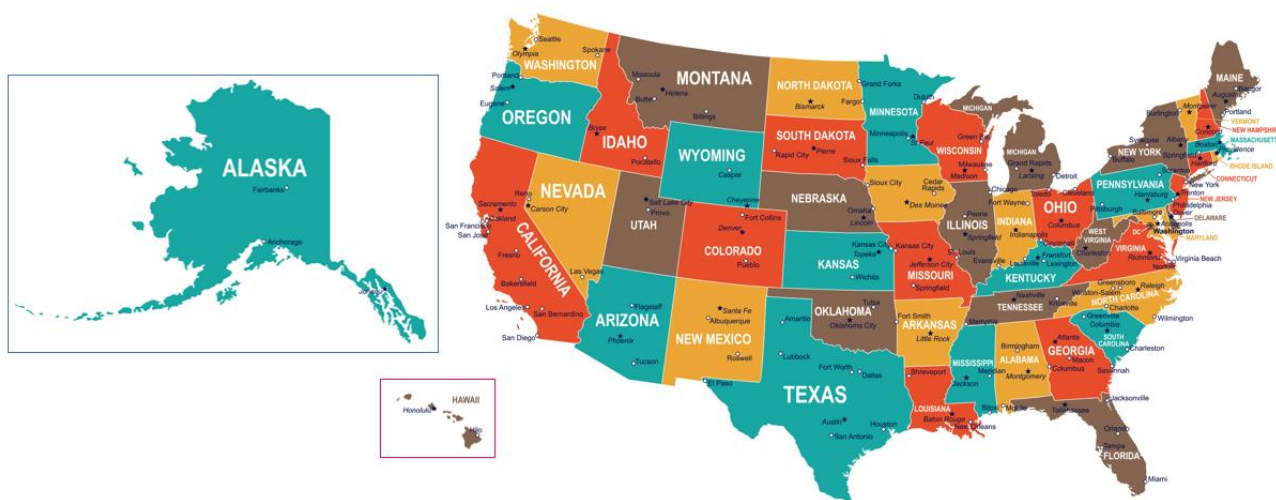 ALASKA
Fairbanks
Anchorage
Juneau
HAWAII
Honolulu
Hilo
Seattle
Olympia
Spokane
WASHINGTON
Portland
Salem
Eugene
OREGON
Boise
IDAHO
Pocatello
Missoula
MONTANA
Helena
Butte
Billings
WYOMING
Casper
Cheyenne
NEVADA
Reno
Carson City
Las Vegas
Sacramento
Oakland
San Francisco
San Jose
CALIFORNIA
Fresno
Bakersfield
Los Angeles
San Bernantino
San Diego
UTAH
Salt Lake City
Provo
COLORADO
Fort Collins
Denver
Pueblo
ARIZONA
Flagstaff
Phoenix
Tucson
NEW MEXICO
Santa Fe
Albuquerque
Roswell
NORTH DAKOTA
Grand Forks
Bismarck
Fargo
SOUTH DAKOTA
Rapid City
Pierre
Sioux Falls
NEBRASKA
Omaha
Lincoln
KANSAS
Kansas City
Topeka
Wichita
OKLAHOMA
Tulsa
Oklahoma City
TEXAS
Amarillo
Lubbock
Fort Worth
Dallas
El Paso
Austin
San Antonio
Houston
MINNESOTA
Duluth
Minneapolis
St Paul
Sioux City
Cedar
Rapids
Des Moines
MISSOURI
Kansas City
Jefferson City
St. Louis
Springfield
ARKANSAS
Fort Smith
Little Rock
LOUISIANA
Shreveport
Baton Rouge
New Orleans
WISCONSIN
Green Bay
Milwaukee
Madison
ILLINOIS
Chicago
Peoria
Springfield
MICHIGAN
MICHIGAN
Grand Rapids
Lansing
Detroit
INDIANA
Fort Wayne
Indianapolis
Evansville
OHIO
Toledo
Cleveland
Columbus
Cincinnati
KENTUCKY
Louisville
Frankfort
Lexington
TENNESSEE
Nashville
Knoxville
Memphis
MISSISSIPPI
Meridian
Jackson
Biloxi
ALABAMA
Birmingham
Montgomery
Mobile
GEORGIA
Atlanta
Macon
Columbus
Savannah
FLORIDA
Tallahassee
Jacksonville
Orlando
Tampa
Miami
SOUTH
CAROLINA
Greenville
Columbia
Charleston
NORTH CAROLINA
Greensboro
Winston-Salem
Raleigh
Charlotte
Wilmington
VIRGINIA
Richmond
Norfolk
Virginia Beach
WEST
VIRGINIA
Charleston
DC
Washington
MARYLAND
Baltimore
Annapolis
DELAWARE
Dover
PENNSYLVANIA
Scranton
Harrisburg
Pittsburgh
Philadelphia
NEW JERSEY
Trenton
NEW YORK
Syracuse
Buffalo
Albany
New York
CONNECTICUT
Hartford
RHODE ISLAND
Providence
MASSACHUSETTS
Boston
Springfield
VERMONT
Burlington
Montpelier
NEW HAMPSHIRE
Concord
MAINE
Bangor
Augusta
Portland